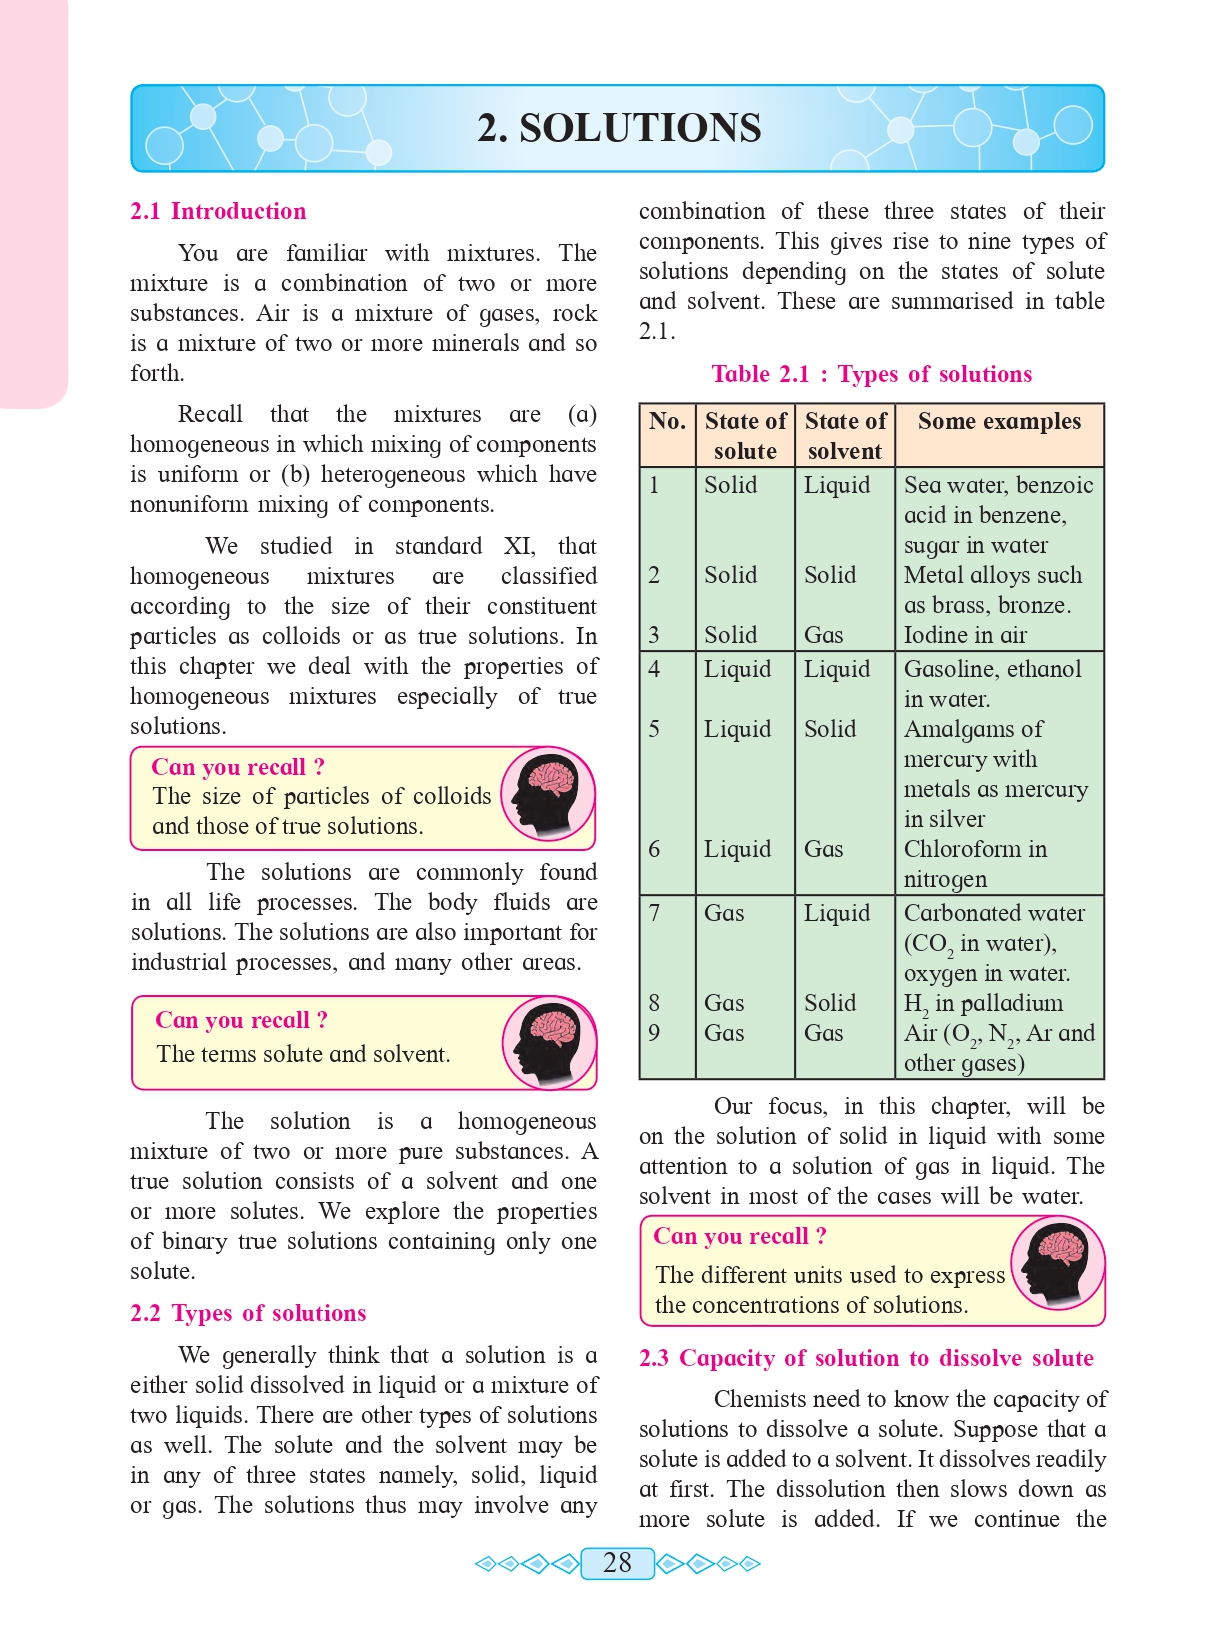 2. SOLUTIONS
2.1 Introduction
You are familiar with mixtures. The
mixture is a combination of two or more
substances. Air is a mixture of gases, rock
is a mixture of two or more minerals and so
forth.
Recall that the mixtures are (a)
homogeneous in which mixing of components
is uniform or (b) heterogeneous which have
nonuniform mixing of components.
We studied in standard XI, that
homogeneous mixtures are classified
according to the size of their constituent
particles as colloids or as true solutions. In
this chapter we deal with the properties of
homogeneous mixtures especially of true
solutions.
Can you recall ?
The size of particles of colloids
and those of true solutions.
The solutions are commonly found
in all life processes. The body fluids are
solutions. The solutions are also important for
industrial processes, and many other areas.
Can you recall ?
The terms solute and solvent.
The solution is a homogeneous
mixture of two or more pure substances. A
true solution consists of a solvent and one
or more solutes. We explore the properties
of binary true solutions containing only one
solute.
2.2 Types of solutions
We generally think that a solution is a
either solid dissolved in liquid or a mixture of
two liquids. There are other types of solutions
as well. The solute and the solvent may be
in any of three states namely, solid, liquid
or gas. The solutions thus may involve any
combination of these three states of their
components. This gives rise to nine types of
solutions depending on the states of solute
and solvent. These are summarised in table
2.1.
Table 2.1 : Types of solutions
No. State of State of Some examples
solute solvent
1 Solid Liquid Sea water, benzoic
acid in benzene,
sugar in water
2 Solid Solid Metal alloys such
as brass, bronze.
3 Solid Gas Iodine in air
4 Liquid Liquid Gasoline, ethanol
in water.
5 Liquid Solid Amalgams of
mercury with
metals as mercury
in silver
6 Liquid Gas Chloroform in
nitrogen
7 Gas Liquid Carbonated water
(CO₂ in water),
oxygen in water.
8 Gas Solid H₂ in palladium
9 Gas Gas Air (O₂, N₂, Ar and
other gases)
Our focus, in this chapter, will be
on the solution of solid in liquid with some
attention to a solution of gas in liquid. The
solvent in most of the cases will be water.
Can you recall ?
The different units used to express
the concentrations of solutions.
2.3 Capacity of solution to dissolve solute
Chemists need to know the capacity of
solutions to dissolve a solute. Suppose that a
solute is added to a solvent. It dissolves readily
at first. The dissolution then slows down as
more solute is added. If we continue the
28